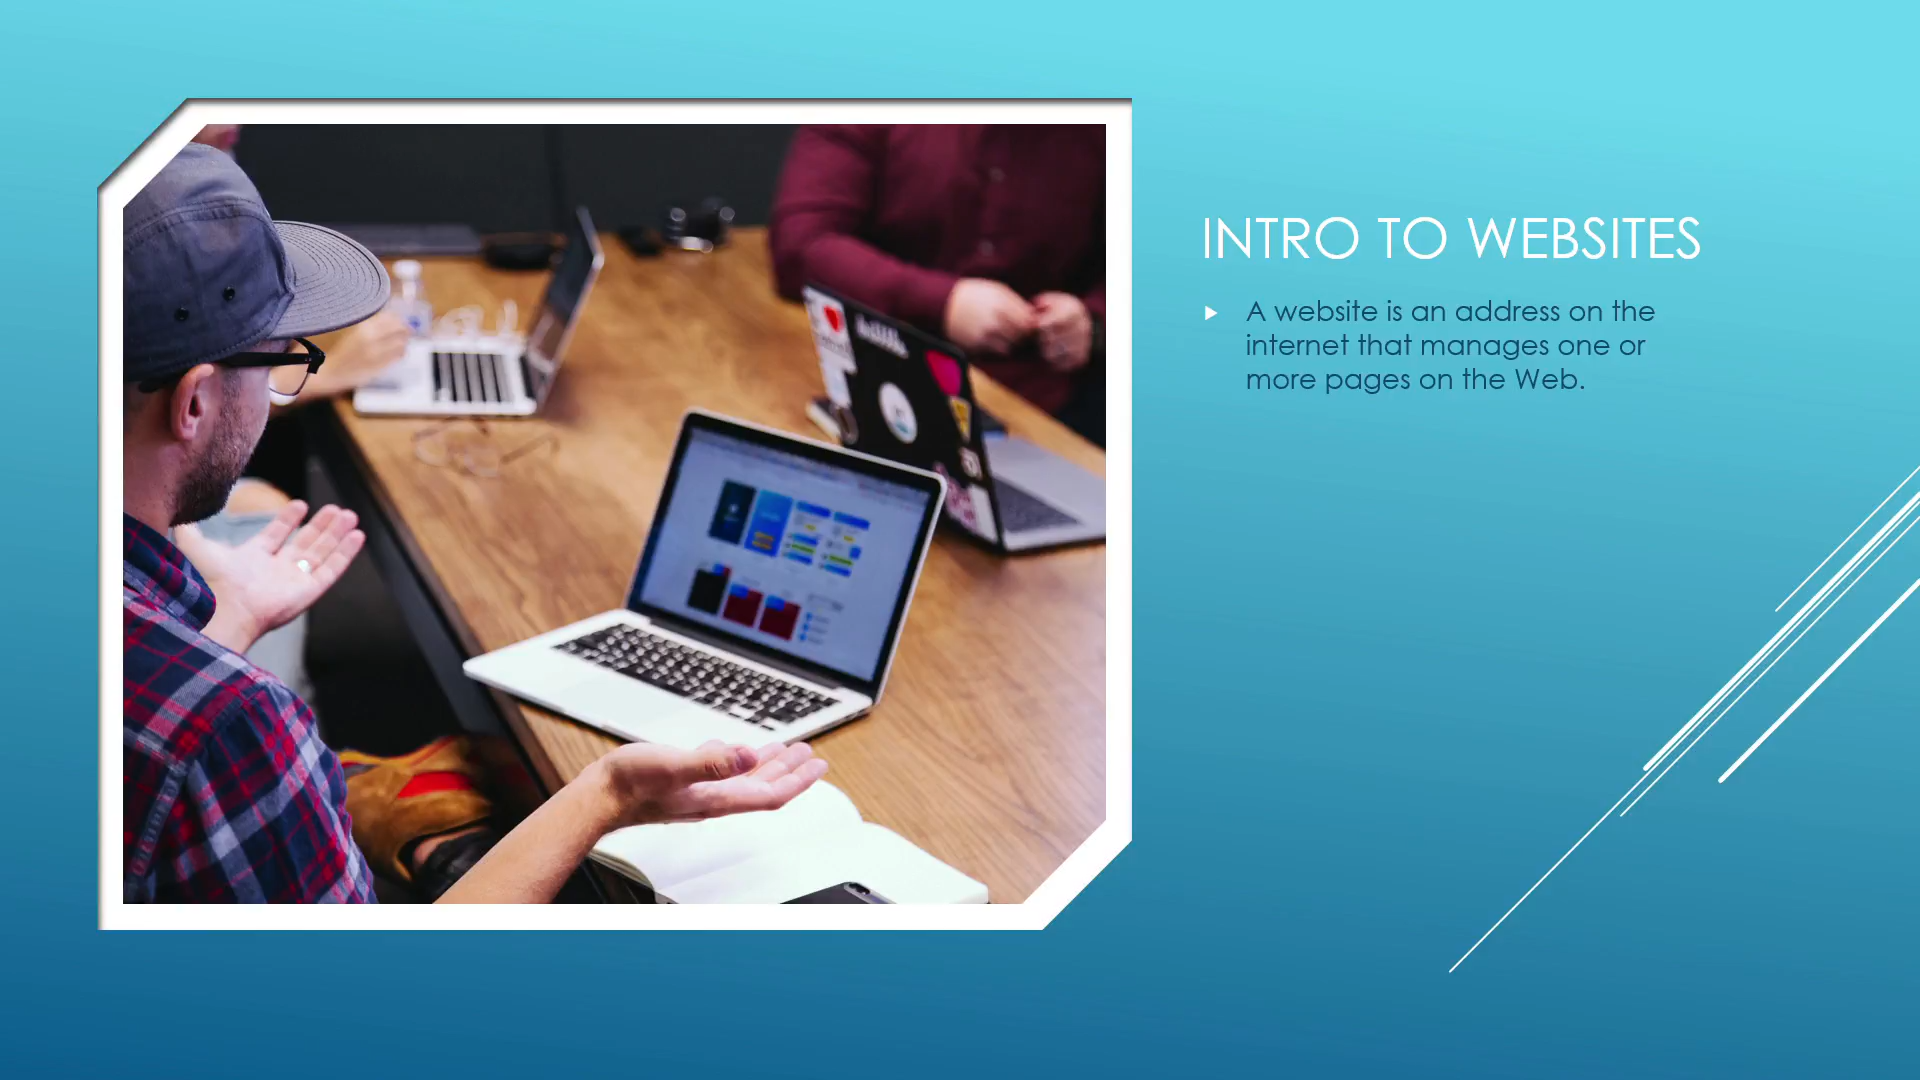 INTRO TO WEBSITES
A website is an address on the
internet that manages one or
more pages on the Web.